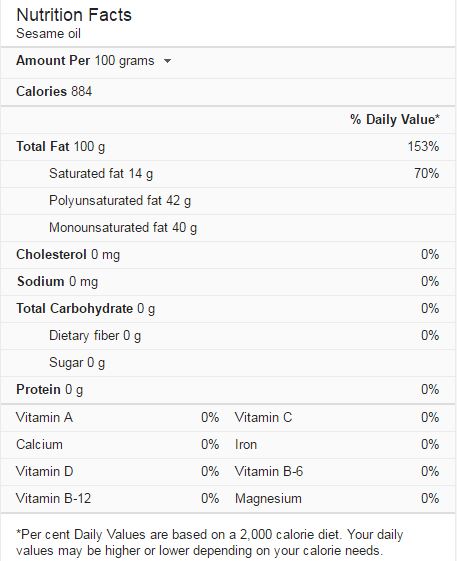 Nutrition Facts
Sesame oil
Amount Per 100 grams
Calories 884
% Daily Value*
Total Fat 100 g 153%
Saturated fat 14 g 70%
Polyunsaturated fat 42 g
Monounsaturated fat 40 g
Cholesterol 0 mg 0%
Sodium 0 mg 0%
Total Carbohydrate 0 g 0%
Dietary fiber 0 g 0%
Sugar 0 g
Protein 0 g 0%
Vitamin A 0% Vitamin C 0%
Calcium 0% Iron 0%
Vitamin D 0% Vitamin B-6 0%
Vitamin B-12 0% Magnesium 0%
*Per cent Daily Values are based on a 2,000 calorie diet. Your daily
values may be higher or lower depending on your calorie needs.